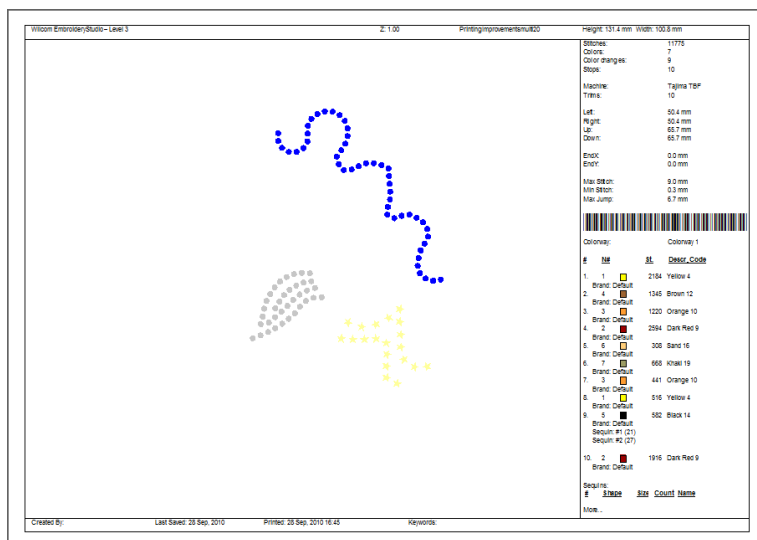 Wilcom EmbroideryStudio – Level 3 Z: 1.00 Printingimprovementsmulti20 Height: 131.4 mm Width: 100.8 mm
Stitches: 11775
Colors: 7
Color changes: 9
Stops: 10
Machine: Tajima TBF
Trims: 10
Left: 50.4 mm
Right: 50.4 mm
Up: 65.7 mm
Down: 65.7 mm
EndX: 0.0 mm
EndY: 0.0 mm
Max Stitch: 9.0 mm
Min Stitch: 0.3 mm
Max Jump: 6.7 mm
Colorway: Colorway 1
# N# St. Descr_Code
1. 1 2184 Yellow 4
Brand: Default
2. 4 1345 Brown 12
Brand: Default
3. 3 1220 Orange 10
Brand: Default
4. 2 2594 Dark Red 9
Brand: Default
5. 6 308 Sand 16
Brand: Default
6. 7 668 Khaki 19
Brand: Default
7. 3 441 Orange 10
Brand: Default
8. 1 516 Yellow 4
Brand: Default
9. 5 582 Black 14
Brand: Default
Sequin: #1 (21)
Sequin: #2 (27)
10. 2 1916 Dark Red 9
Brand: Default
Sequins:
# Shape Size Count Name
More...
Created By: Last Saved: 28 Sep, 2010 Printed: 28 Sep, 2010 16:45 Keywords: